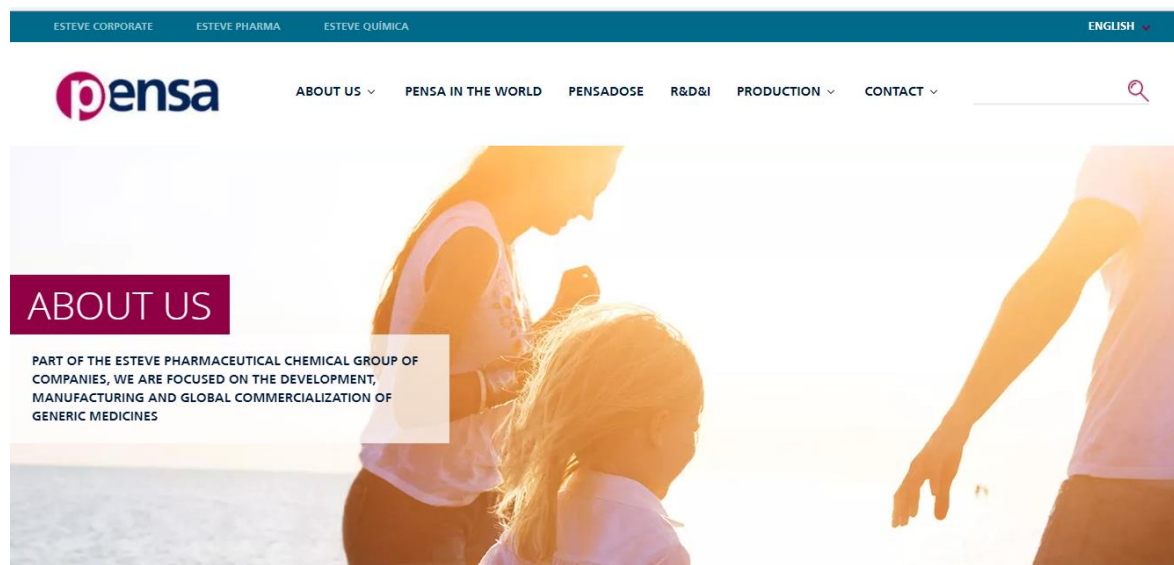 ESTEVE CORPORATE ESTEVE PHARMA ESTEVE QUÍMICA ENGLISH
pensa ABOUT US PENSA IN THE WORLD PENSADOSE R&D&I PRODUCTION CONTACT
ABOUT US
PART OF THE ESTEVE PHARMACEUTICAL CHEMICAL GROUP OF
COMPANIES, WE ARE FOCUSED ON THE DEVELOPMENT,
MANUFACTURING AND GLOBAL COMMERCIALIZATION OF
GENERIC MEDICINES